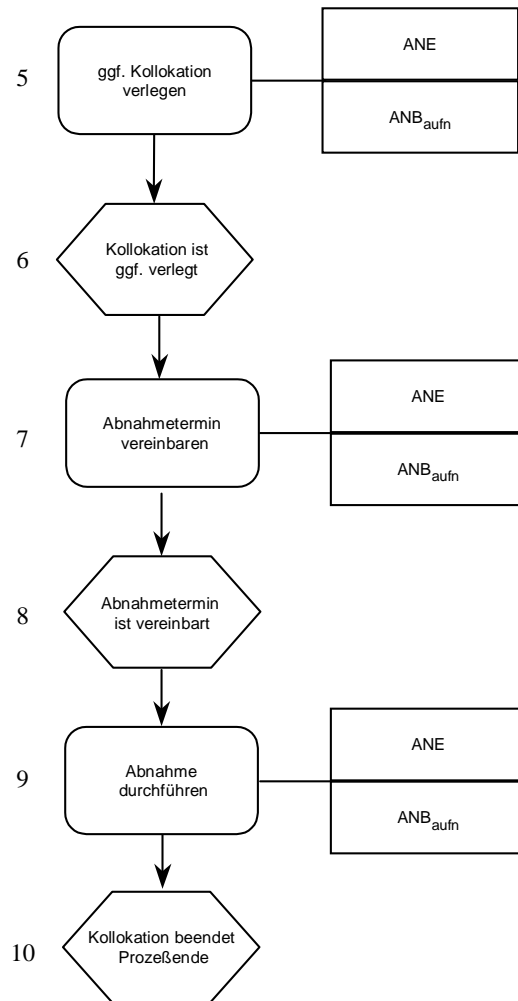 5
ggf. Kollokation
verlegen
ANE
ANBaufn
6
Kollokation ist
ggf. verlegt
7
Abnahmetermin
vereinbaren
ANE
ANBaufn
8
Abnahmetermin
ist vereinbart
9
Abnahme
durchführen
ANE
ANBaufn
10
Kollokation beendet
Prozeßende